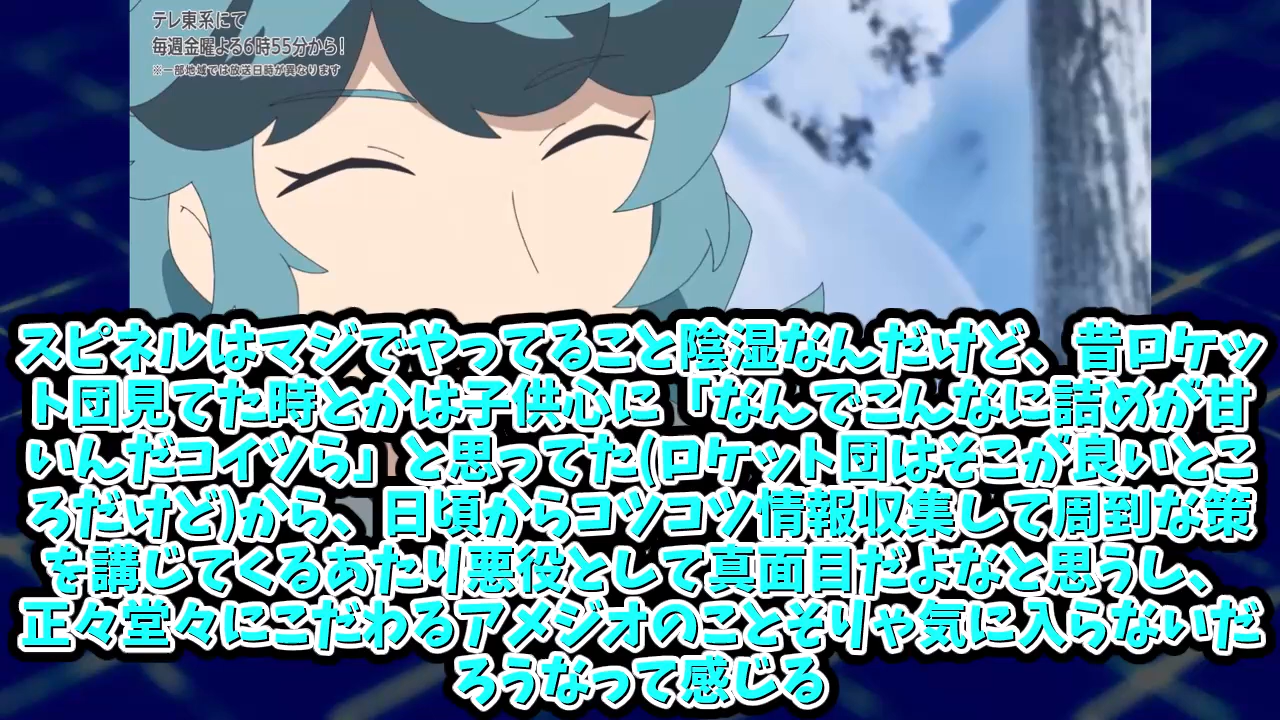 テレ東系にて
毎週金曜よる6時55分から!
※一部地域では放送日時が異なります
スピネルはマジでやってること陰湿なんだけど、昔ロケッ
ト団見てた時とかは子供心に「なんでこんなに詰めが甘
いんだコイツら」と思ってた(ロケット団はそこが良いとこ
ろだけど)から、日頃からコツコツ情報収集して周到な策
を講じてくるあたり悪役として真面目だよなと思うし、
正々堂々にこだわるアメジオのことそりゃ気に入らないだ
ろうなって感じる